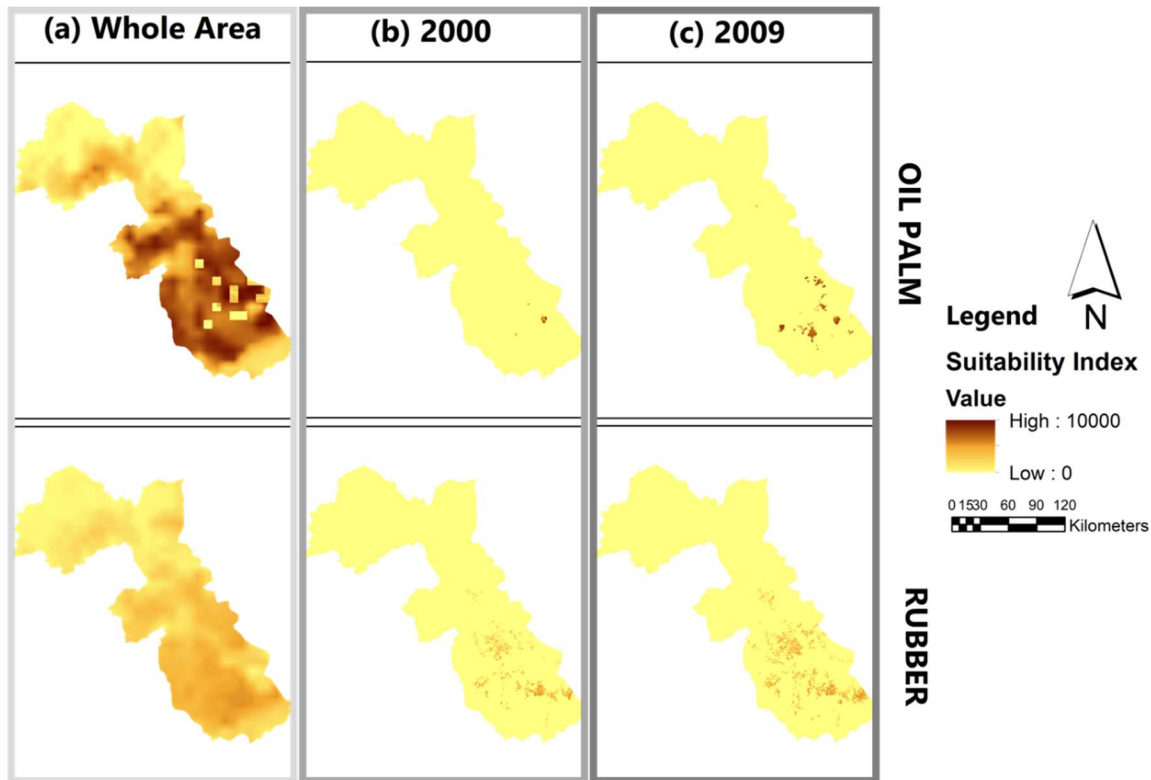 (a) Whole Area
(b) 2000
(c) 2009
OIL PALM
RUBBER
N
Legend
Suitability Index
Value
High : 10000
Low : 0
0 15 30 60 90 120
Kilometers